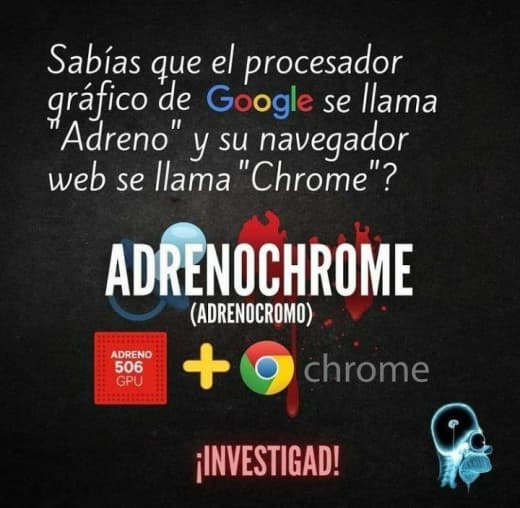 Sabías que el procesador
gráfico de Google se llama
"Adreno" y su navegador
web se llama "Chrome"?
ADRENOCHROME
(ADRENOCROMO)
ADRENO
506
GPU
chrome
¡INVESTIGAD!